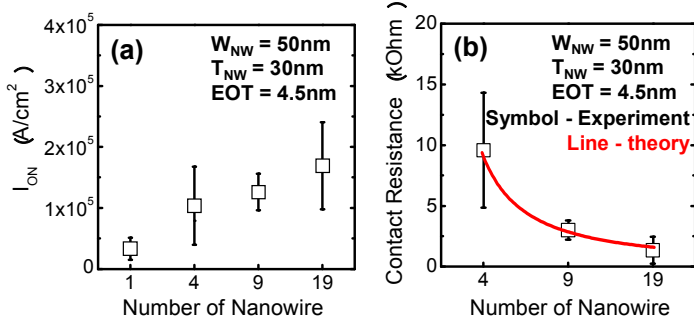 (a)
W_NW = 50nm
T_NW = 30nm
EOT = 4.5nm
4x10⁵
3x10⁵
2x10⁵
1x10⁵
0
I_ON (A/cm²)
1 4 9 19
Number of Nanowire
(b)
W_NW = 50nm
T_NW = 30nm
EOT = 4.5nm
Symbol - Experiment
Line - theory
20
15
10
5
0
Contact Resistance (kOhm)
4 9 19
Number of Nanowire